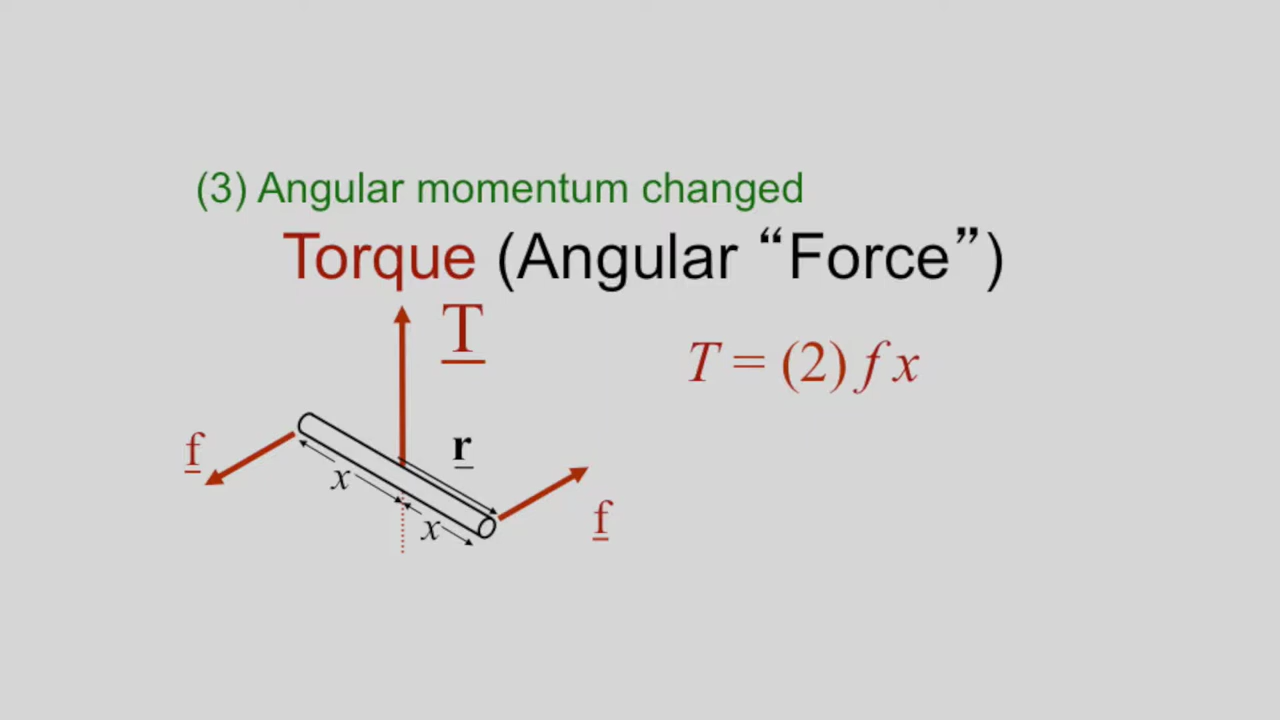 (3) Angular momentum changed
Torque (Angular “Force”)
T
T = (2) f x
f
r
x
x
f